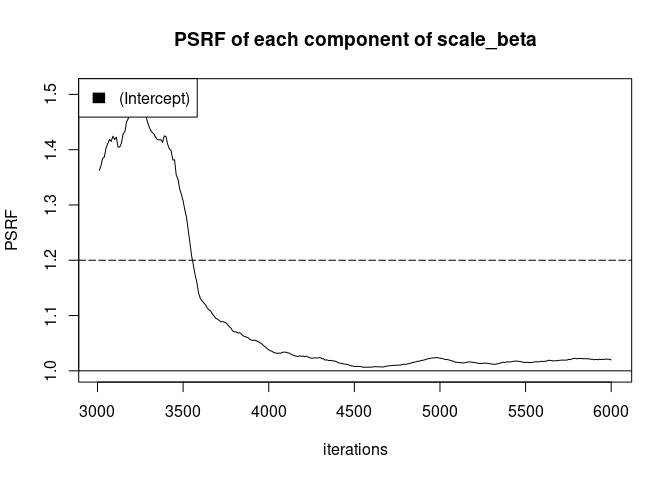 PSRF of each component of scale_beta
(Intercept)
PSRF
1.5
1.4
1.3
1.2
1.1
1.0
3000 3500 4000 4500 5000 5500 6000
iterations